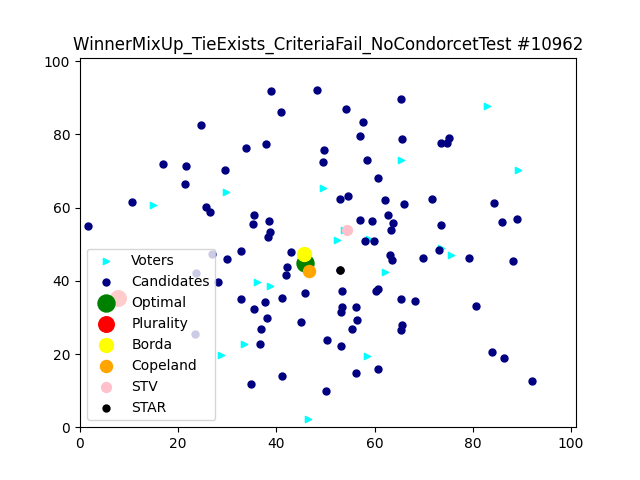 WinnerMixUp_TieExists_CriteriaFail_NoCondorcetTest #10962
100
80
60
40
20
0
Voters
Candidates
Optimal
Plurality
Borda
Copeland
STV
STAR
0 20 40 60 80 100